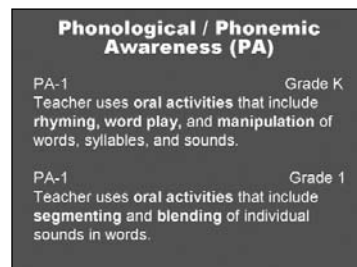 Phonological / Phonemic
Awareness (PA)
PA-1 Grade K
Teacher uses oral activities that include
rhyming, word play, and manipulation of
words, syllables, and sounds.
PA-1 Grade 1
Teacher uses oral activities that include
segmenting and blending of individual
sounds in words.